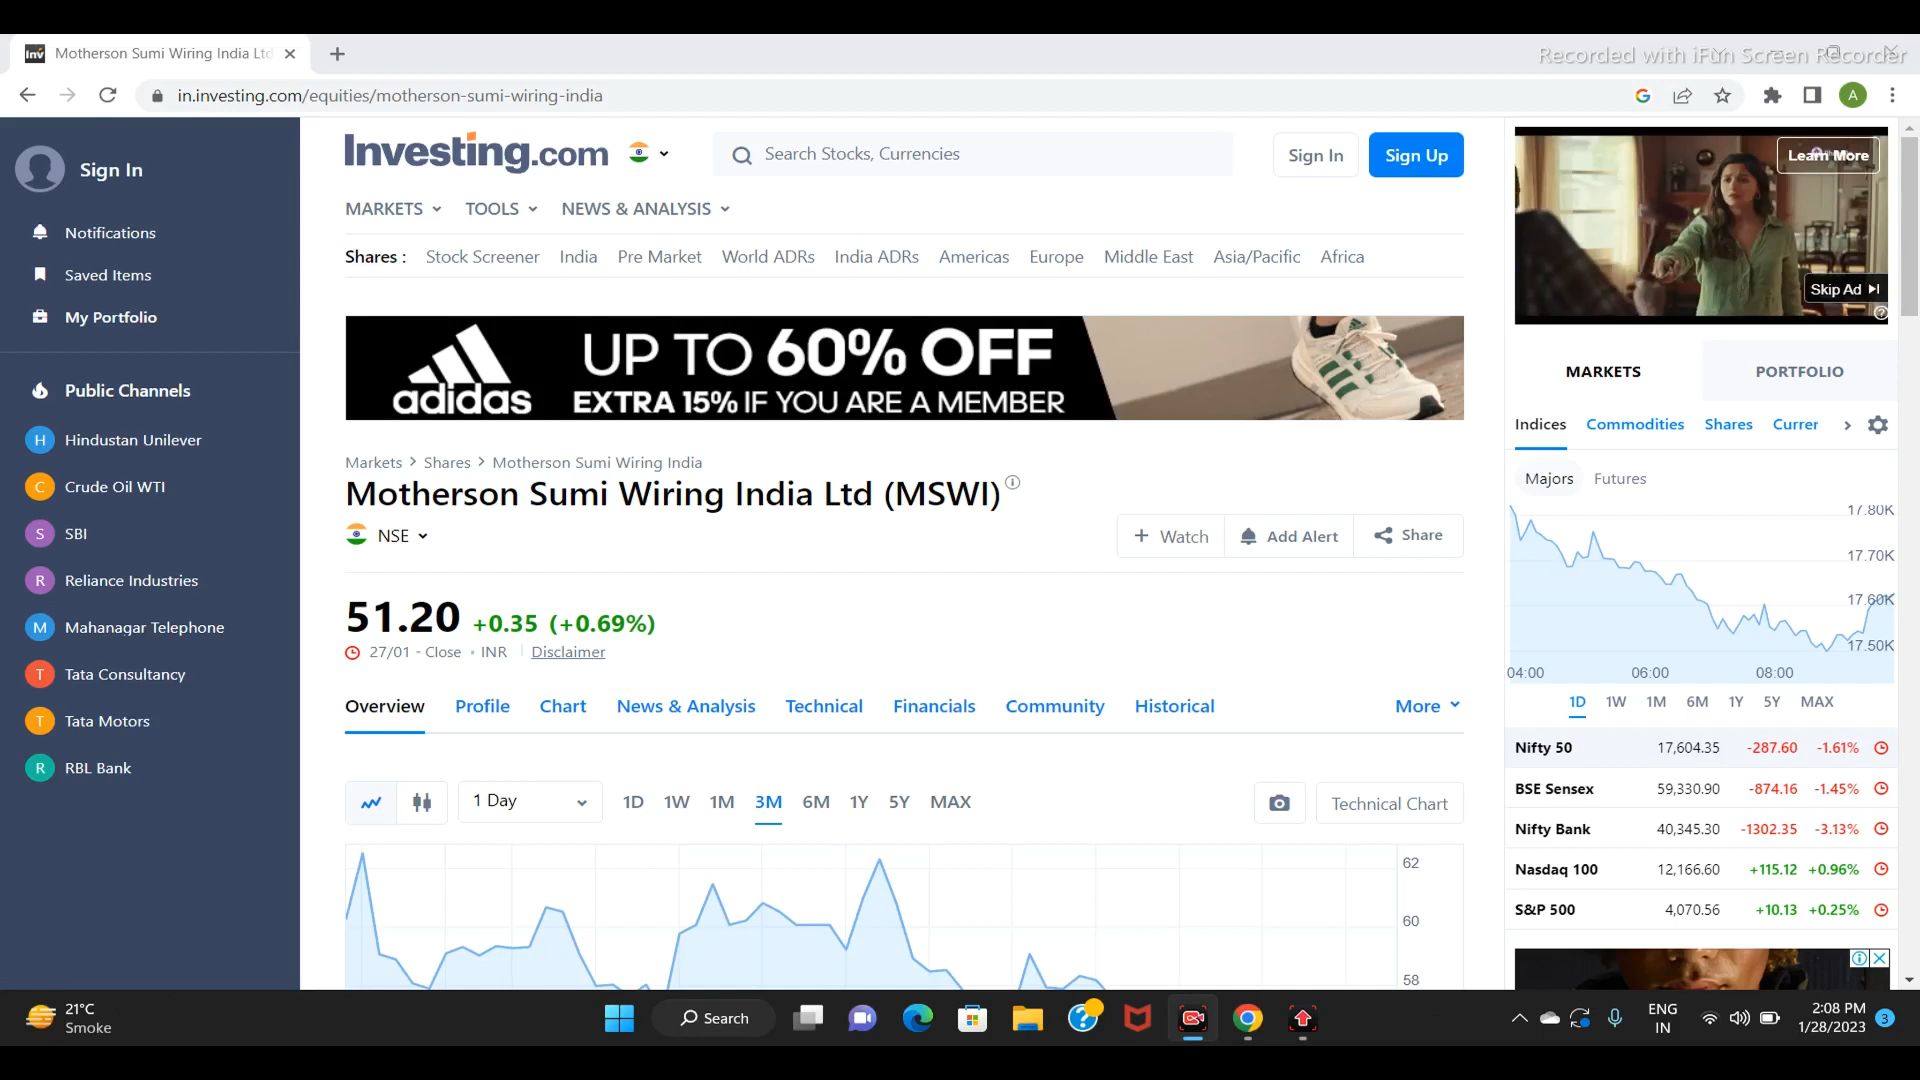 Motherson Sumi Wiring India Ltd
Recorded with iFun Screen Recorder
in.investing.com/equities/motherson-sumi-wiring-india
A
Sign In
Notifications
Saved Items
My Portfolio
Public Channels
H Hindustan Unilever
C Crude Oil WTI
S SBI
R Reliance Industries
M Mahanagar Telephone
T Tata Consultancy
T Tata Motors
R RBL Bank
Investing.com
Search Stocks, Currencies
Sign In
Sign Up
MARKETS TOOLS NEWS & ANALYSIS
Shares : Stock Screener India Pre Market World ADRs India ADRs Americas Europe Middle East Asia/Pacific Africa
adidas
UP TO 60% OFF
EXTRA 15% IF YOU ARE A MEMBER
Markets > Shares > Motherson Sumi Wiring India
Motherson Sumi Wiring India Ltd (MSWI)
NSE
+ Watch Add Alert Share
51.20 +0.35 (+0.69%)
27/01 - Close • INR Disclaimer
Overview Profile Chart News & Analysis Technical Financials Community Historical More
1 Day 1D 1W 1M 3M 6M 1Y 5Y MAX Technical Chart
62
60
58
Learn More
Skip Ad
MARKETS PORTFOLIO
Indices Commodities Shares Curren
Majors Futures
17.80K
17.70K
17.60K
17.50K
04:00 06:00 08:00
1D 1W 1M 6M 1Y 5Y MAX
Nifty 50 17,604.35 -287.60 -1.61%
BSE Sensex 59,330.90 -874.16 -1.45%
Nifty Bank 40,345.30 -1302.35 -3.13%
Nasdaq 100 12,166.60 +115.12 +0.96%
S&P 500 4,070.56 +10.13 +0.25%
21°C
Smoke
Search
ENG
IN
2:08 PM
1/28/2023
3